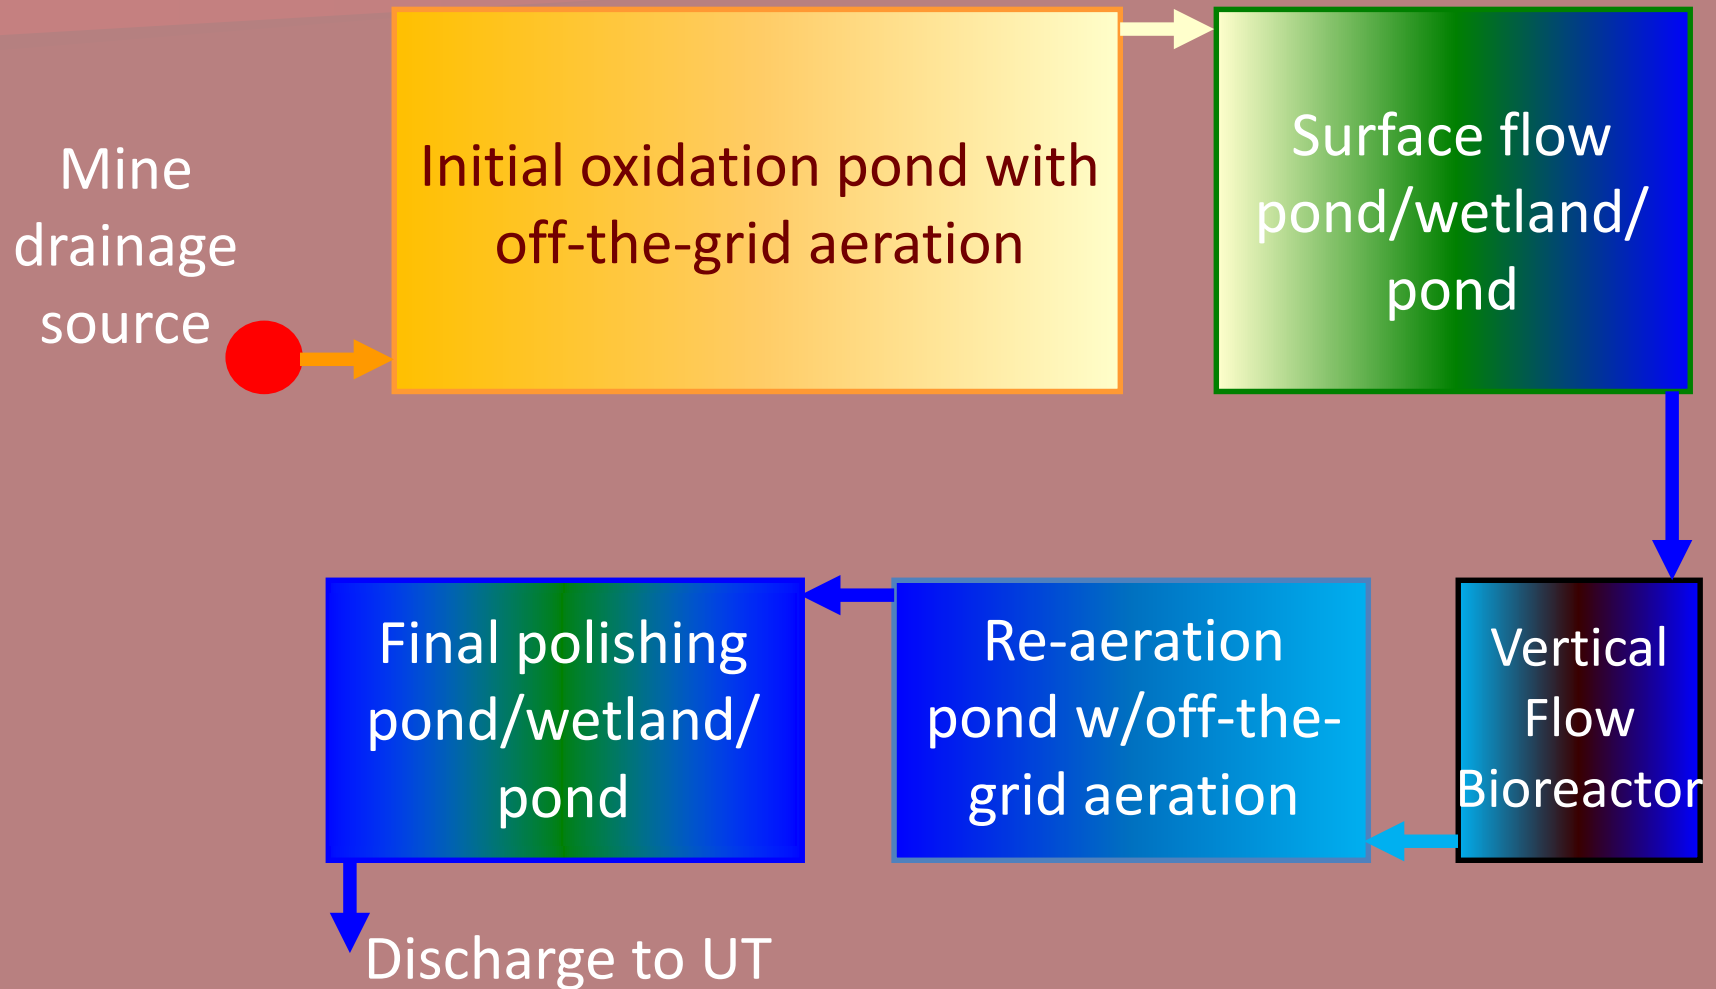 Mine
drainage
source
Initial oxidation pond with
off-the-grid aeration
Surface flow
pond/wetland/
pond
Vertical
Flow
Bioreactor
Re-aeration
pond w/off-the-
grid aeration
Final polishing
pond/wetland/
pond
Discharge to UT